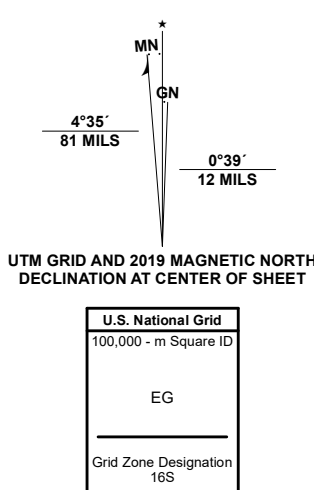 ★
MN
GN
4°35´
81 MILS
0°39´
12 MILS
UTM GRID AND 2019 MAGNETIC NORTH
DECLINATION AT CENTER OF SHEET
U.S. National Grid
100,000 - m Square ID
EG
Grid Zone Designation
16S